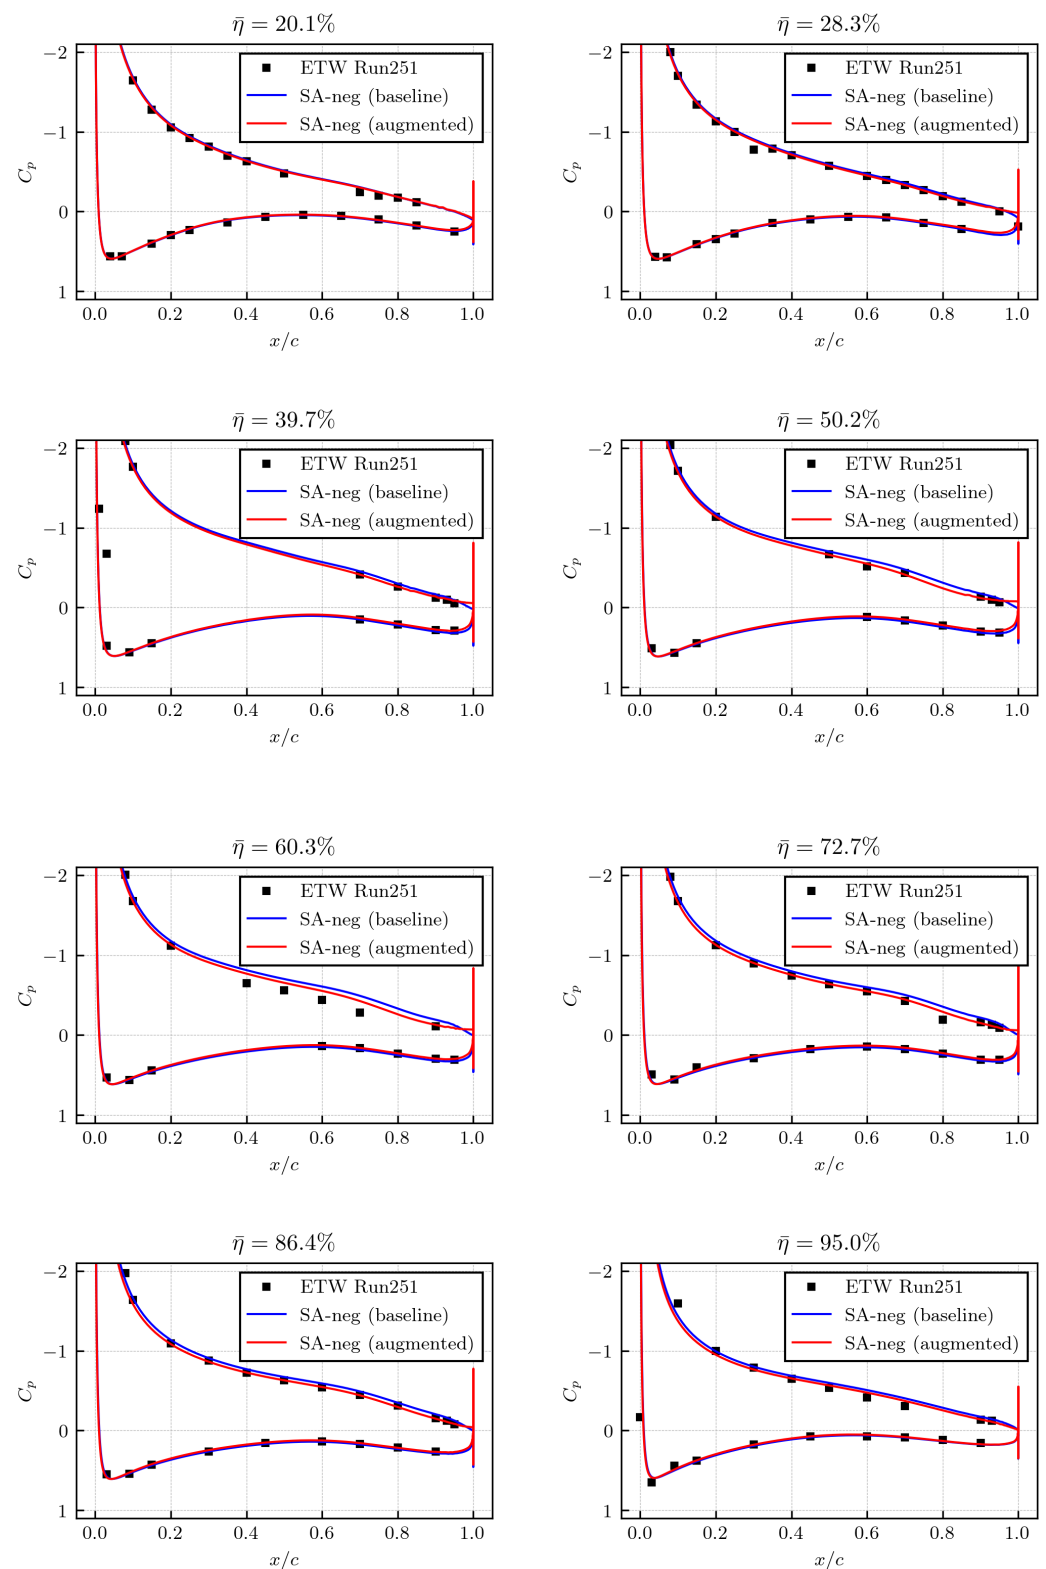 η̄ = 20.1%
−2
−1
0
1
C_p
ETW Run251
SA-neg (baseline)
SA-neg (augmented)
0.0 0.2 0.4 0.6 0.8 1.0
x/c
η̄ = 28.3%
−2
−1
0
1
C_p
ETW Run251
SA-neg (baseline)
SA-neg (augmented)
0.0 0.2 0.4 0.6 0.8 1.0
x/c
η̄ = 39.7%
−2
−1
0
1
C_p
ETW Run251
SA-neg (baseline)
SA-neg (augmented)
0.0 0.2 0.4 0.6 0.8 1.0
x/c
η̄ = 50.2%
−2
−1
0
1
C_p
ETW Run251
SA-neg (baseline)
SA-neg (augmented)
0.0 0.2 0.4 0.6 0.8 1.0
x/c
η̄ = 60.3%
−2
−1
0
1
C_p
ETW Run251
SA-neg (baseline)
SA-neg (augmented)
0.0 0.2 0.4 0.6 0.8 1.0
x/c
η̄ = 72.7%
−2
−1
0
1
C_p
ETW Run251
SA-neg (baseline)
SA-neg (augmented)
0.0 0.2 0.4 0.6 0.8 1.0
x/c
η̄ = 86.4%
−2
−1
0
1
C_p
ETW Run251
SA-neg (baseline)
SA-neg (augmented)
0.0 0.2 0.4 0.6 0.8 1.0
x/c
η̄ = 95.0%
−2
−1
0
1
C_p
ETW Run251
SA-neg (baseline)
SA-neg (augmented)
0.0 0.2 0.4 0.6 0.8 1.0
x/c